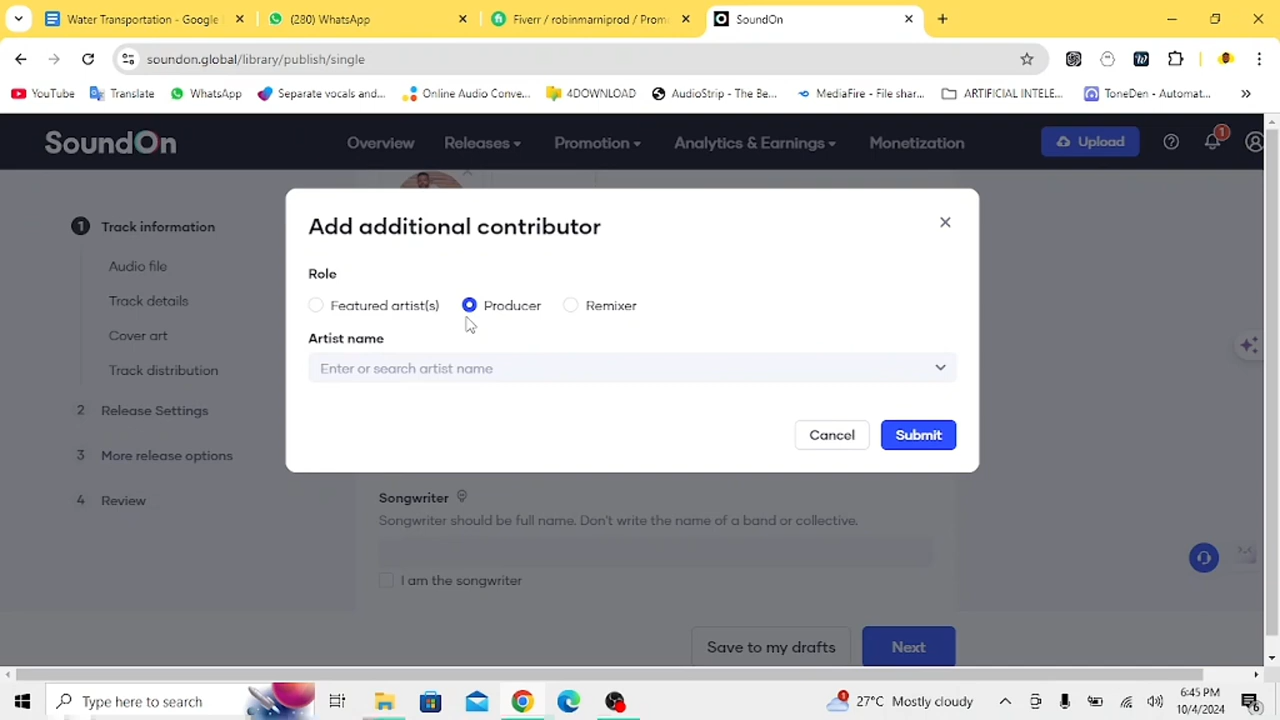 Water Transportation - Google
(280) WhatsApp
Fiverr / robinmarniprod / Prom
SoundOn
soundon.global/library/publish/single
YouTube
Translate
WhatsApp
Separate vocals and...
Online Audio Conve...
4DOWNLOAD
AudioStrip - The Be...
MediaFire - File shar...
ARTIFICIAL INTELE...
ToneDen - Automat...
SoundOn
Overview
Releases
Promotion
Analytics & Earnings
Monetization
Upload
1
1 Track information
Audio file
Track details
Cover art
Track distribution
2 Release Settings
3 More release options
4 Review
Add additional contributor
Role
Featured artist(s)
Producer
Remixer
Artist name
Enter or search artist name
Cancel
Submit
Songwriter
Songwriter should be full name. Don't write the name of a band or collective.
I am the songwriter
Save to my drafts
Next
Type here to search
27°C Mostly cloudy
6:45 PM
10/4/2024